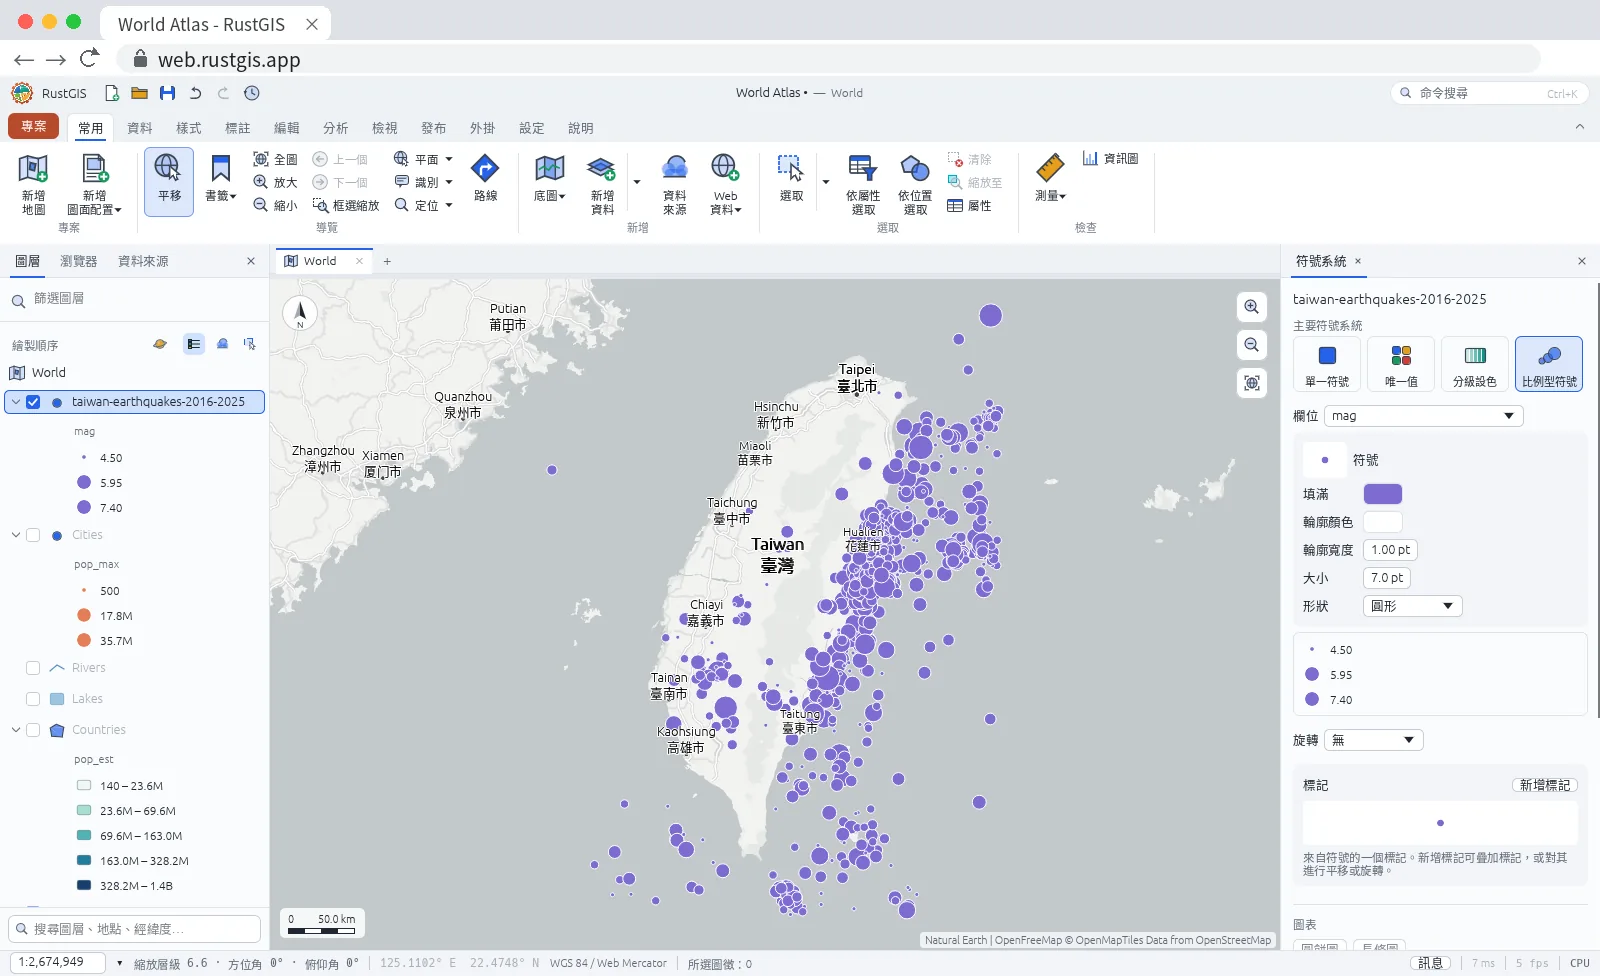 World Atlas - RustGIS
web.rustgis.app
RustGIS
World Atlas • — World
命令搜尋
Ctrl+K
專案 常用 資料 樣式 標註 編輯 分析 檢視 發布 外掛 設定 說明
新增
地圖
新增
圖面配置
專案
平移
書籤
全圖
放大
縮小
上一個
下一個
框選縮放
平面
識別
定位
路線
導覽
底圖
新增
資料
資料
來源
Web
資料
新增
選取
依屬性
選取
依位置
選取
清除
縮放至
屬性
選取
測量
資訊圖
檢查
圖層 瀏覽器 資料來源
篩選圖層
繪製順序
World
taiwan-earthquakes-2016-2025
mag
4.50
5.95
7.40
Cities
pop_max
500
17.8M
35.7M
Rivers
Lakes
Countries
pop_est
140 – 23.6M
23.6M – 69.6M
69.6M – 163.0M
163.0M – 328.2M
328.2M – 1.4B
搜尋圖層、地點、經緯度…
World
N
Putian
莆田市
Quanzhou
泉州市
Zhangzhou
漳州市
Xiamen
厦门市
Taipei
臺北市
Hsinchu
新竹市
Miaoli
苗栗市
Taichung
臺中市
Taiwan
臺灣
Hualien
花蓮市
Chiayi
嘉義市
Tainan
臺南市
Taitung
臺東市
Kaohsiung
高雄市
0 50.0 km
Natural Earth | OpenFreeMap © OpenMapTiles Data from OpenStreetMap
符號系統
taiwan-earthquakes-2016-2025
主要符號系統
單一符號 唯一值 分級設色 比例型符號
欄位 mag
符號
填滿
輪廓顏色
輪廓寬度 1.00 pt
大小 7.0 pt
形狀 圓形
4.50
5.95
7.40
旋轉 無
標記 新增標記
來自符號的一個標記。新增標記可疊加標記，或對其
進行平移或旋轉。
圖表
圓餅圖 長條圖
1:2,674,949 縮放層級 6.6 · 方位角 0° · 俯仰角 0° 125.1102° E 22.4748° N WGS 84 / Web Mercator 所選圖徵：0 訊息 7 ms 5 fps CPU